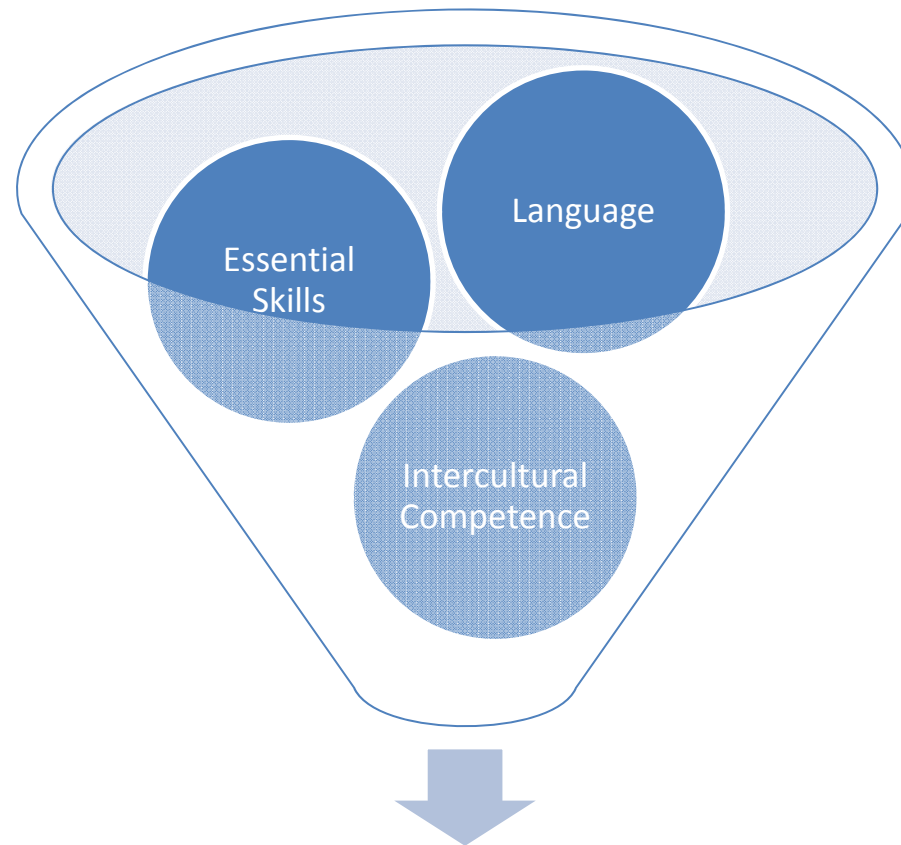 Language
Essential
Skills
Intercultural
Competence